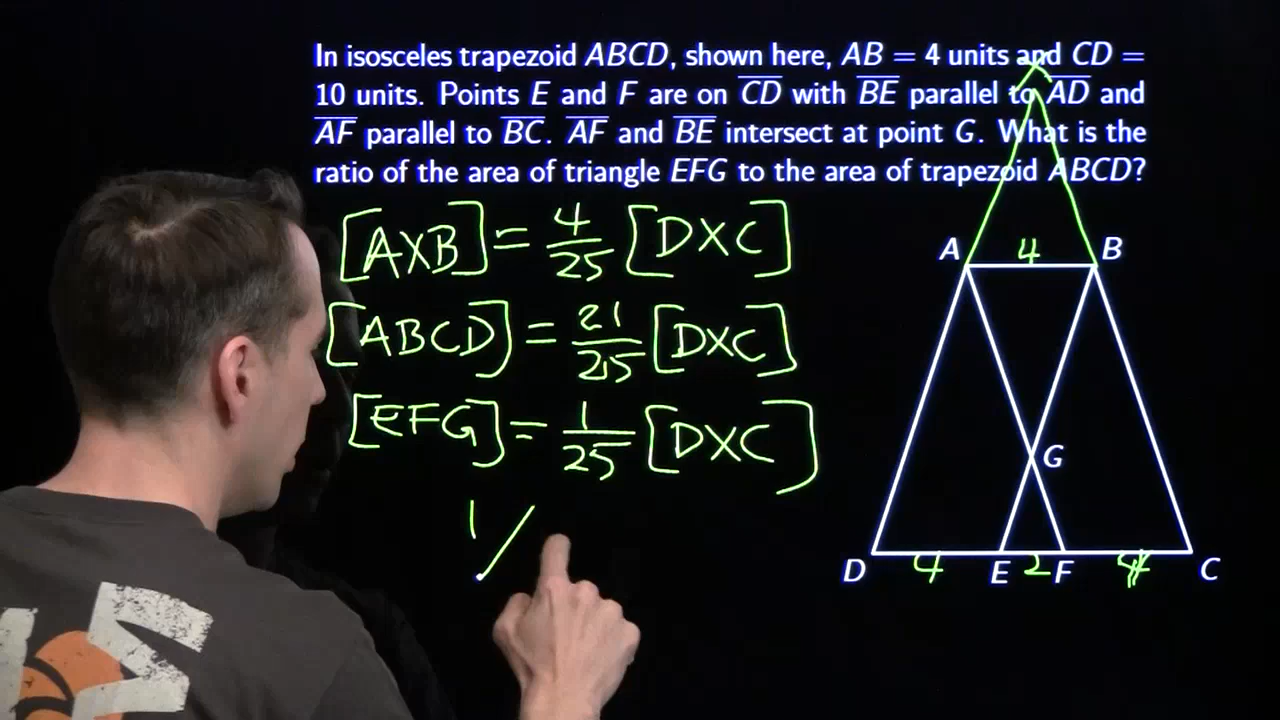 In isosceles trapezoid ABCD, shown here, AB = 4 units and CD =
10 units. Points E and F are on CD with BE parallel to AD and
AF parallel to BC. AF and BE intersect at point G. What is the
ratio of the area of triangle EFG to the area of trapezoid ABCD?
[AXB] = 4/25 [DXC]
[ABCD] = 21/25 [DXC]
[EFG] = 1/25 [DXC]
1/
X
A 4 B
G
D 4 E 2 F 4 C